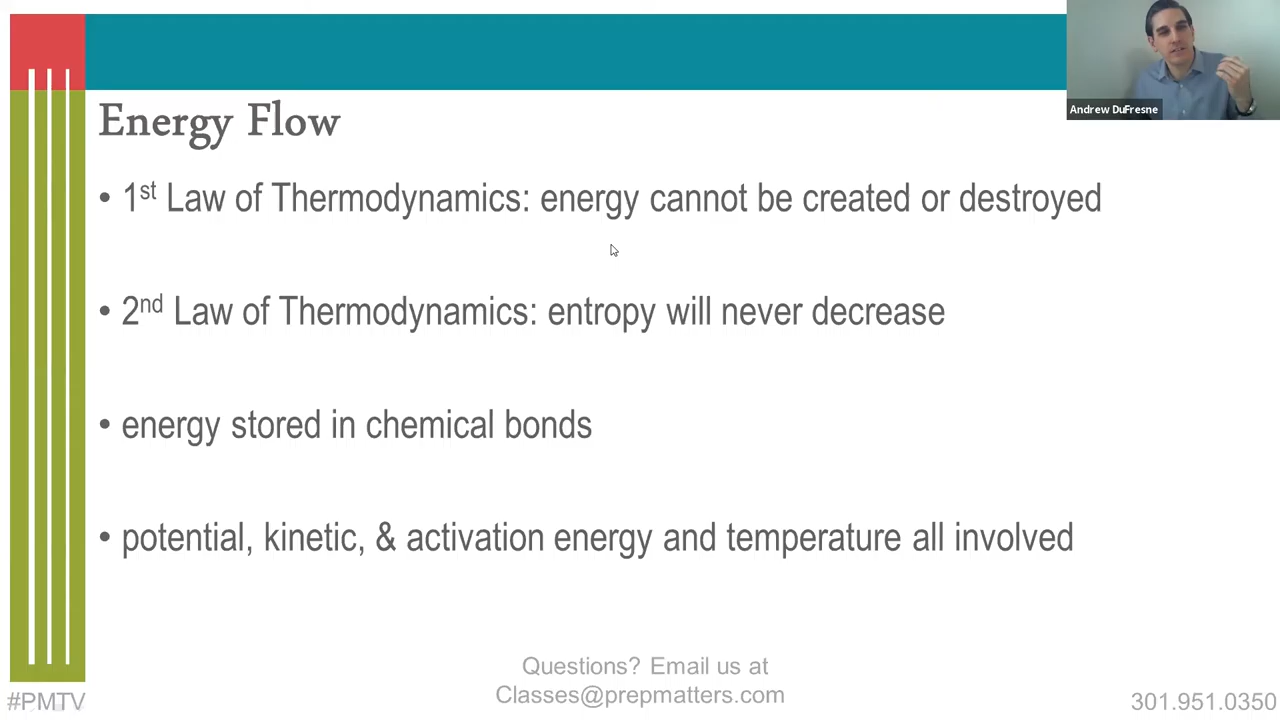 Andrew DuFresne
Energy Flow
• 1st Law of Thermodynamics: energy cannot be created or destroyed
• 2nd Law of Thermodynamics: entropy will never decrease
• energy stored in chemical bonds
• potential, kinetic, & activation energy and temperature all involved
Questions? Email us at
Classes@prepmatters.com
#PMTV
301.951.0350